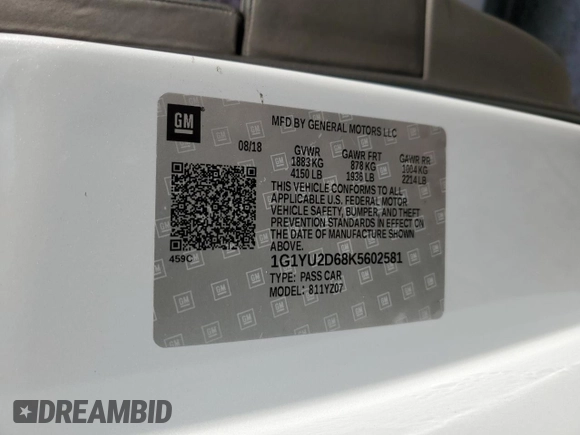 GM
MFD BY GENERAL MOTORS LLC
08/18 GVWR GAWR FRT GAWR RR
1883 KG 878 KG 1004 KG
4150 LB 1936 LB 2214 LB
THIS VEHICLE CONFORMS TO ALL
APPLICABLE U.S. FEDERAL MOTOR
VEHICLE SAFETY, BUMPER, AND THEFT
PREVENTION STANDARDS IN EFFECT ON
THE DATE OF MANUFACTURE SHOWN
ABOVE.
459C
1G1YU2D68K5602581
TYPE: PASS CAR
MODEL: 811YZ07
DREAMBID